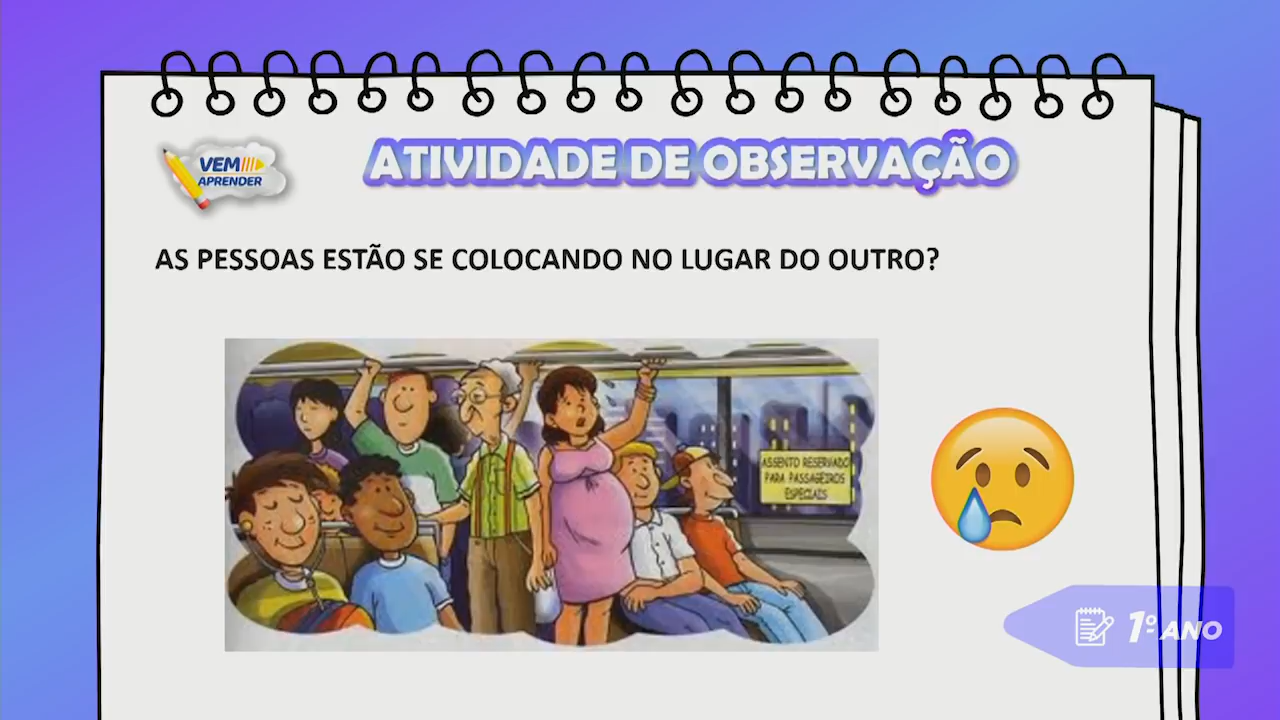 VEM
APRENDER
ATIVIDADE DE OBSERVAÇÃO
AS PESSOAS ESTÃO SE COLOCANDO NO LUGAR DO OUTRO?
ASSENTO RESERVADO
PARA PASSAGEIROS
ESPECIAIS
1º ANO